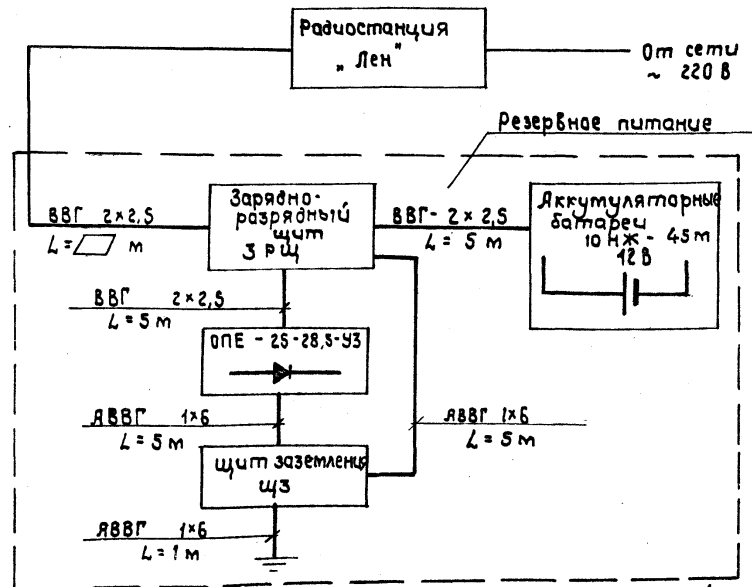 Радиостанция
„Лен"
От сети
~ 220 В
Резервное питание
ВВГ 2×2,5
L= м
Зарядно-
разрядный
щит
ЗРЩ
ВВГ- 2×2,5
L= 5 м
Аккумуляторные
батареи
10 НЖ - 45м
12 В
ВВГ 2×2,5
L= 5 м
ОПЕ - 25-28,5-У3
АВВГ 1×6
L= 5 м
АВВГ 1×6
L= 5 м
Щит заземления
ЩЗ
АВВГ 1×6
L= 1 м